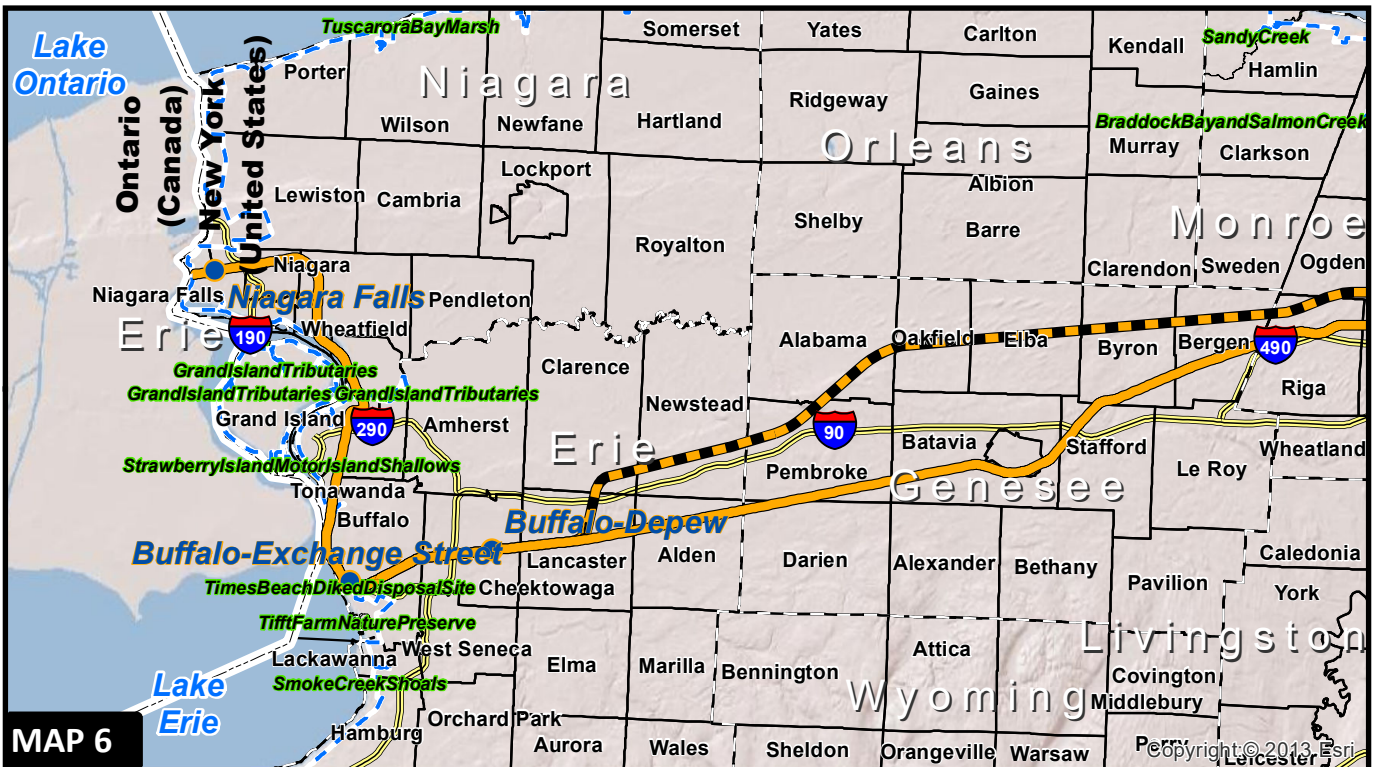 TuscaroraBayMarsh
Somerset
Yates
Carlton
Kendall
SandyCreek
Hamlin
Lake
Ontario
Porter
Niagara
Wilson
Newfane
Hartland
Ridgeway
Gaines
Orleans
BraddockBayandSalmonCreek
Murray
Clarkson
Ontario
(Canada)
New York
(United States)
Lockport
Lewiston
Cambria
Albion
Shelby
Barre
Monroe
Royalton
Clarendon
Sweden
Ogden
Niagara
Niagara Falls
Niagara Falls
Pendleton
Erie
190
Wheatfield
Alabama
Oakfield
Elba
Byron
Bergen
490
GrandIslandTributaries
Clarence
GrandIslandTributaries
GrandIslandTributaries
Riga
Newstead
Grand Island
290
Amherst
90
Batavia
Stafford
Wheatland
Erie
StrawberryIslandMotorIslandShallows
Pembroke
Le Roy
Tonawanda
Genesee
Buffalo
Buffalo-Depew
Buffalo-Exchange Street
Lancaster
Alden
Darien
Alexander
Bethany
Caledonia
TimesBeachDikedDisposalSite
Cheektowaga
Pavilion
York
TifftFarmNaturePreserve
Livingston
West Seneca
Lackawanna
Elma
Marilla
Bennington
Attica
Covington
SmokeCreekShoals
Lake
Erie
Wyoming
Middlebury
Orchard Park
Hamburg
Aurora
Wales
Sheldon
Orangeville
Warsaw
Perry
Leicester
MAP 6
Copyright:© 2013 Esri